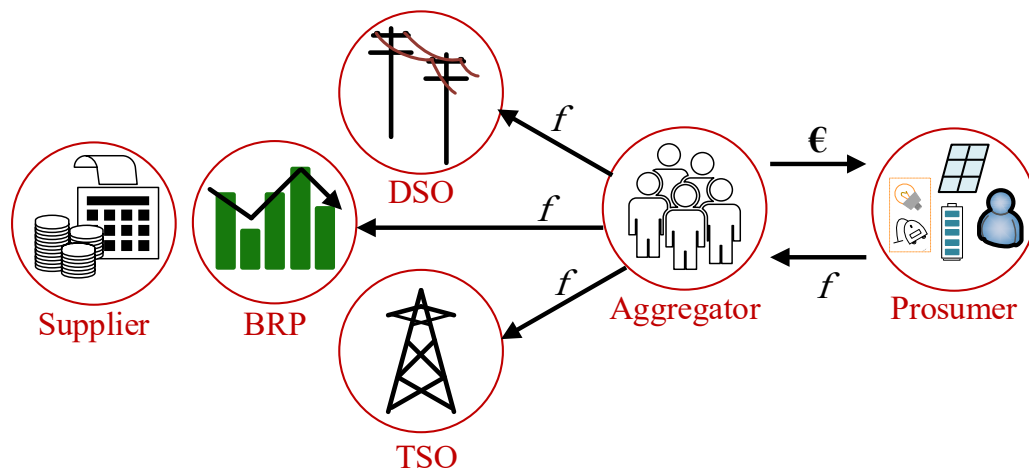 f
DSO
€
f
f
f
Supplier
BRP
Aggregator
Prosumer
TSO